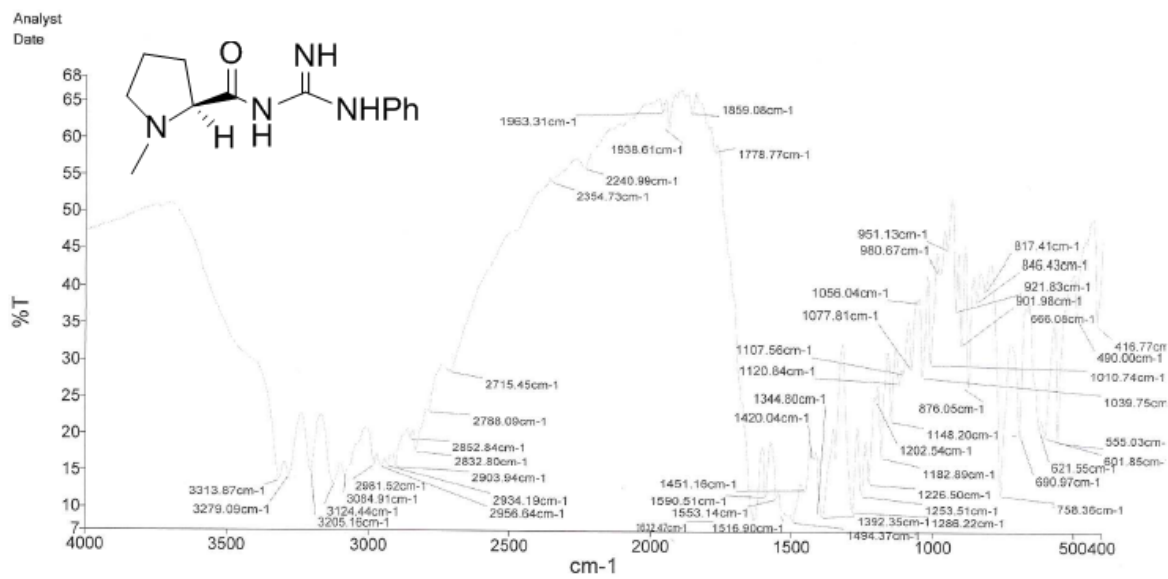 Analyst
Date
O
NH
N
H
NHPh
N
H
68
65
60
55
50
45
40
35
30
25
20
15
10
7
%T
4000
3500
3000
2500
2000
1500
1000
500400
cm-1
3313.87cm-1
3279.09cm-1
3205.16cm-1
3124.44cm-1
3084.91cm-1
2981.52cm-1
2956.64cm-1
2934.19cm-1
2903.94cm-1
2832.80cm-1
2852.84cm-1
2788.09cm-1
2715.45cm-1
2354.73cm-1
2240.99cm-1
1963.31cm-1
1938.61cm-1
1859.08cm-1
1778.77cm-1
1632.47cm-1
1590.51cm-1
1553.14cm-1
1516.90cm-1
1494.37cm-1
1451.16cm-1
1420.04cm-1
1392.35cm-1
1344.80cm-1
1286.22cm-1
1253.51cm-1
1226.50cm-1
1202.54cm-1
1182.89cm-1
1148.20cm-1
1120.84cm-1
1107.56cm-1
1077.81cm-1
1056.04cm-1
1039.75cm-1
1010.74cm-1
980.67cm-1
951.13cm-1
921.83cm-1
901.98cm-1
876.05cm-1
846.43cm-1
817.41cm-1
758.36cm-1
690.97cm-1
666.08cm-1
621.55cm-1
601.85cm-1
555.03cm-1
490.00cm-1
416.77cm